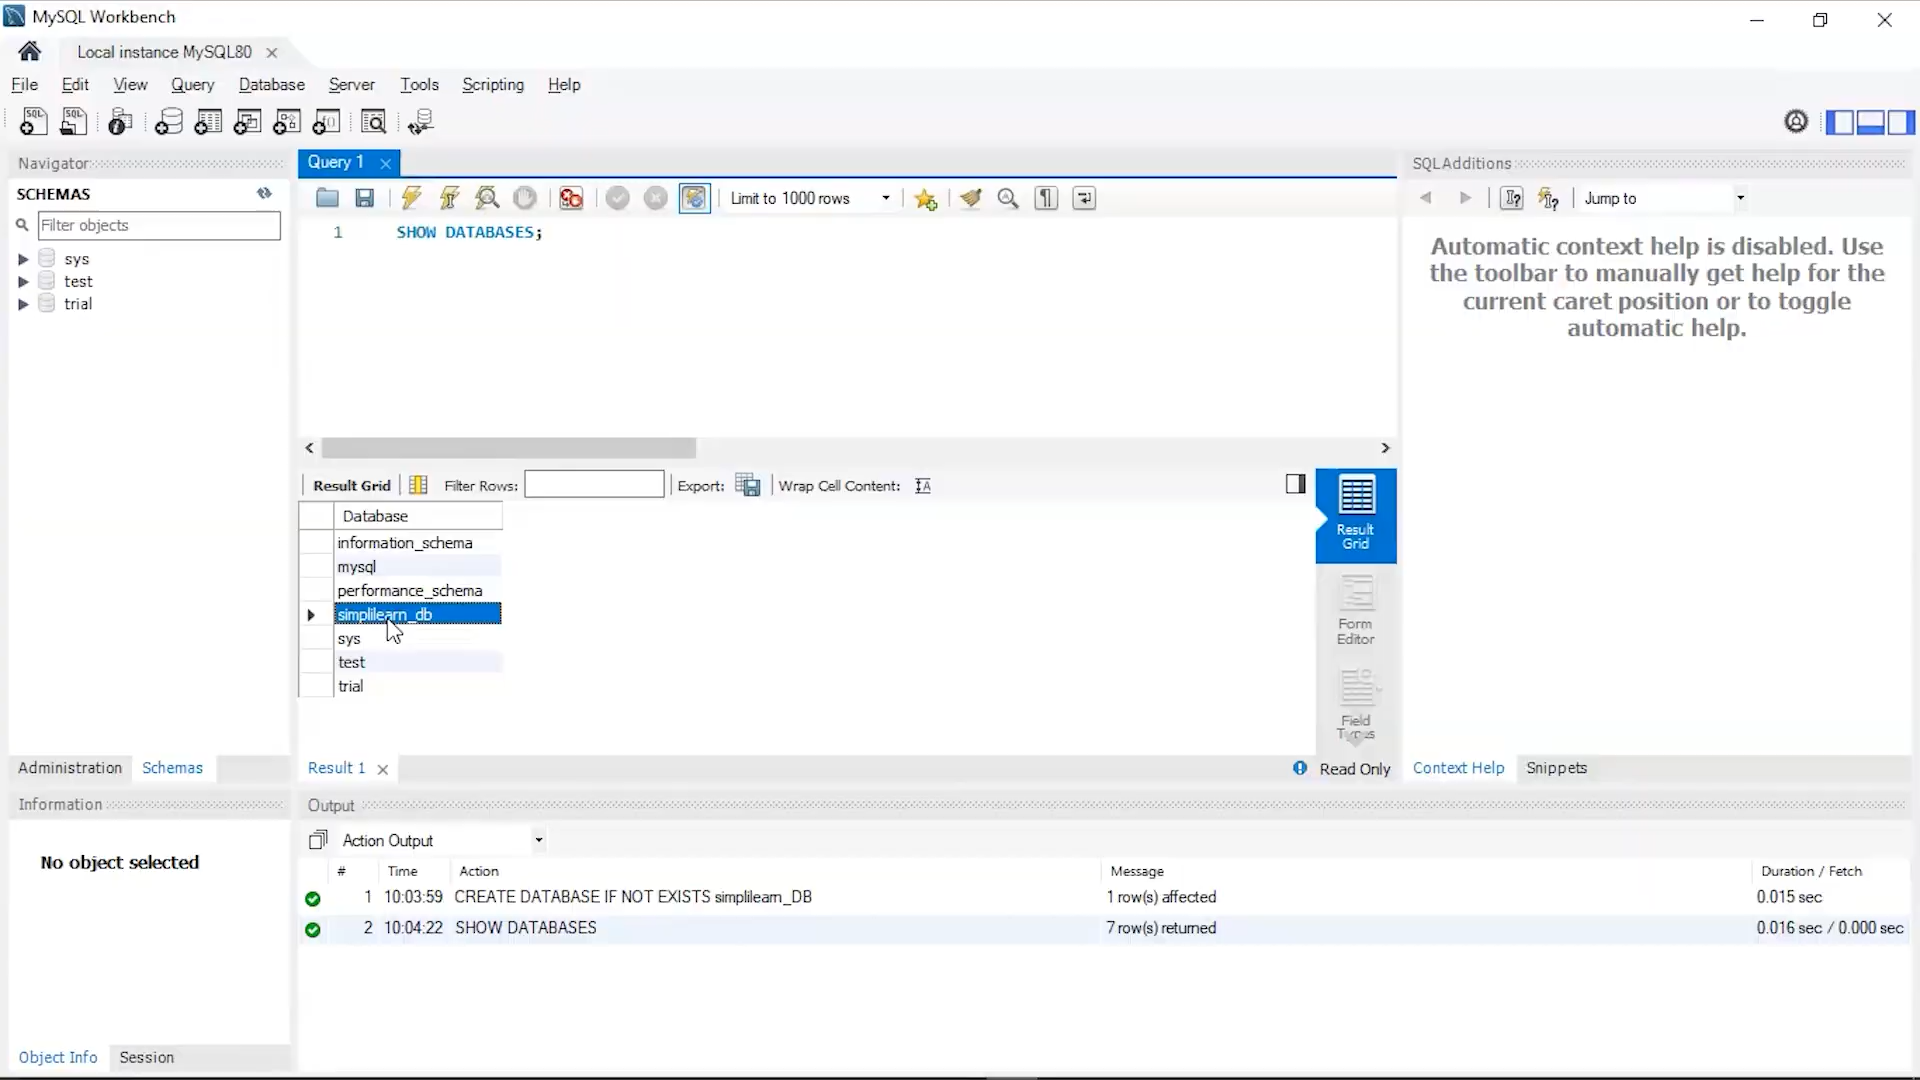 MySQL Workbench
Local instance MySQL80
File Edit View Query Database Server Tools Scripting Help
Navigator
SCHEMAS
Filter objects
sys
test
trial
Administration Schemas
Information
No object selected
Object Info Session
Query 1
Limit to 1000 rows
1 SHOW DATABASES;
Result Grid Filter Rows: Export: Wrap Cell Content:
Database
information_schema
mysql
performance_schema
simplilearn_db
sys
test
trial
Result
Grid
Form
Editor
Field
Types
Result 1 Read Only
SQLAdditions
Jump to
Automatic context help is disabled. Use
the toolbar to manually get help for the
current caret position or to toggle
automatic help.
Context Help Snippets
Output
Action Output
# Time Action Message Duration / Fetch
1 10:03:59 CREATE DATABASE IF NOT EXISTS simplilearn_DB 1 row(s) affected 0.015 sec
2 10:04:22 SHOW DATABASES 7 row(s) returned 0.016 sec / 0.000 sec